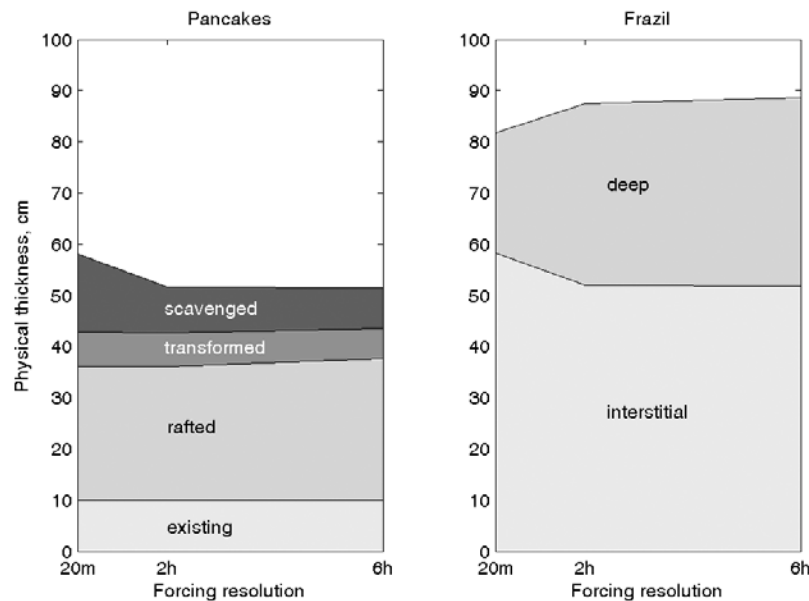 Pancakes
100
90
80
70
60
50
40
30
20
10
0
Physical thickness, cm
scavenged
transformed
rafted
existing
20m 2h 6h
Forcing resolution
Frazil
100
90
80
70
60
50
40
30
20
10
0
deep
interstitial
20m 2h 6h
Forcing resolution